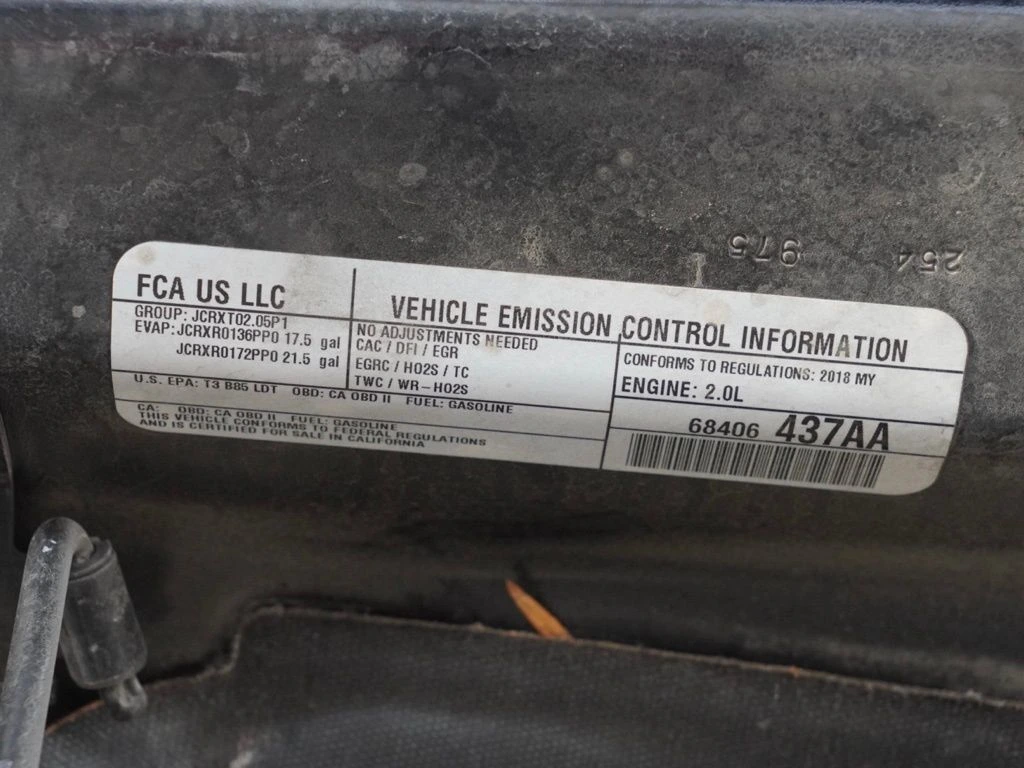 975 254
FCA US LLC
VEHICLE EMISSION CONTROL INFORMATION
GROUP: JCRXT02.05P1
EVAP: JCRXR0136PP0 17.5 gal
JCRXR0172PP0 21.5 gal
NO ADJUSTMENTS NEEDED
CAC / DFI / EGR
EGRC / HO2S / TC
TWC / WR-HO2S
CONFORMS TO REGULATIONS: 2018 MY
ENGINE: 2.0L
U.S. EPA: T3 B85 LDT OBD: CA OBD II FUEL: GASOLINE
CA: OBD: CA OBD II FUEL: GASOLINE
THIS VEHICLE CONFORMS TO FEDERAL REGULATIONS
AND IS CERTIFIED FOR SALE IN CALIFORNIA
68406 437AA